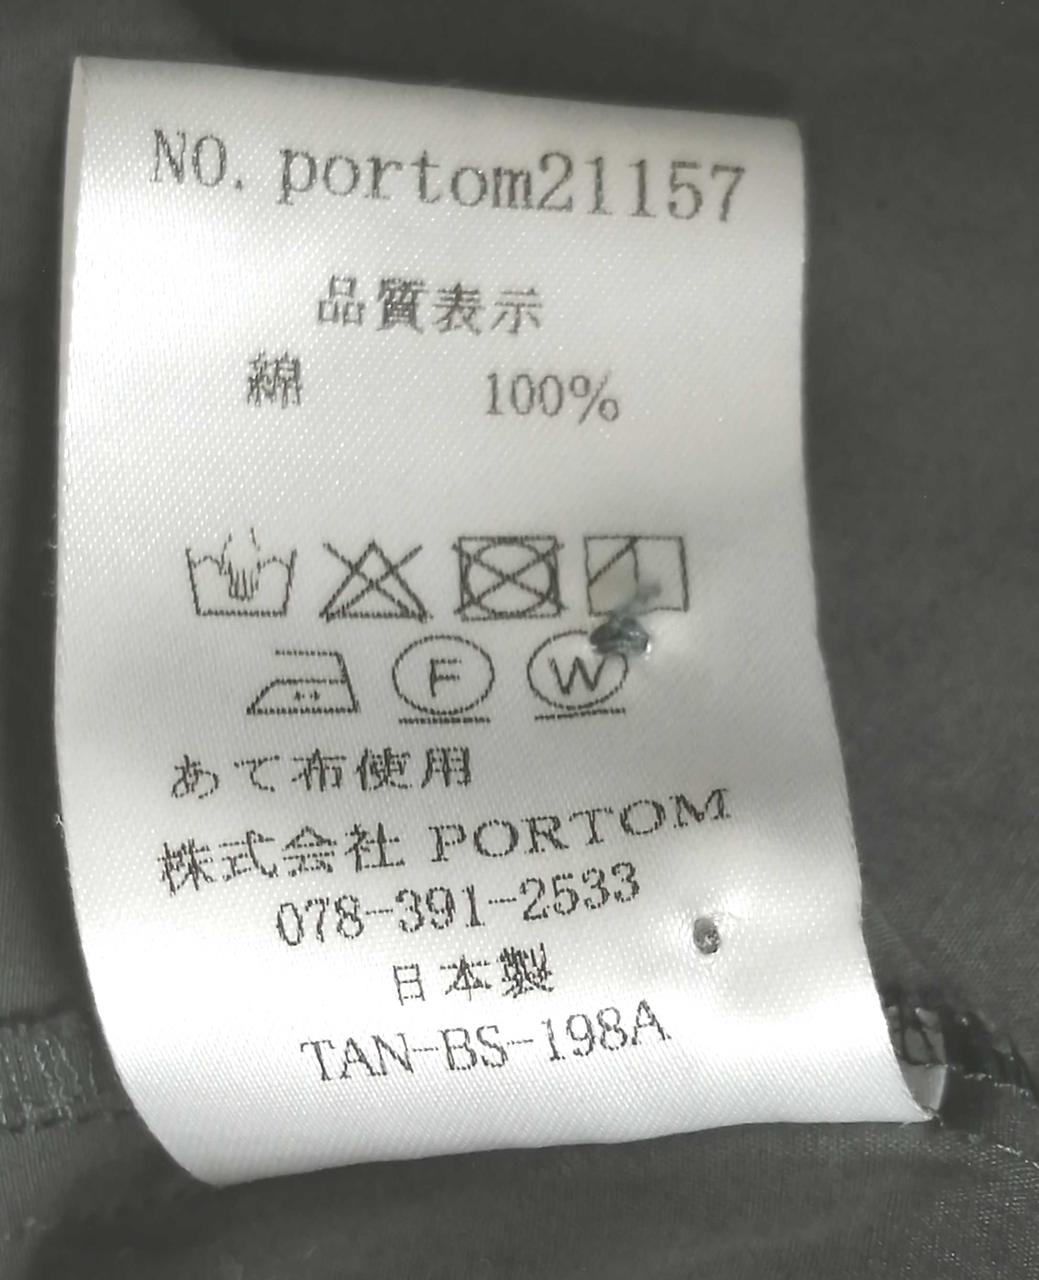 NO. portom21157
品質表示
綿 100%
F W
あて布使用
株式会社 PORTOM
078-391-2533
日本製
TAN-BS-198A